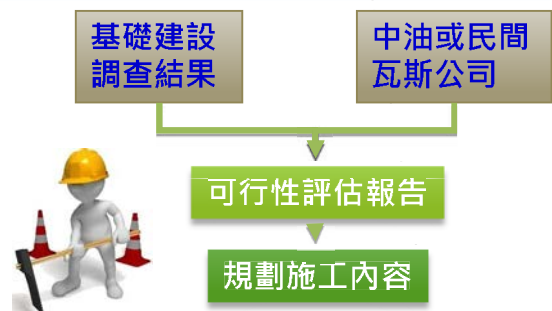 基礎建設
調查結果
中油或民間
瓦斯公司
可行性評估報告
規劃施工內容